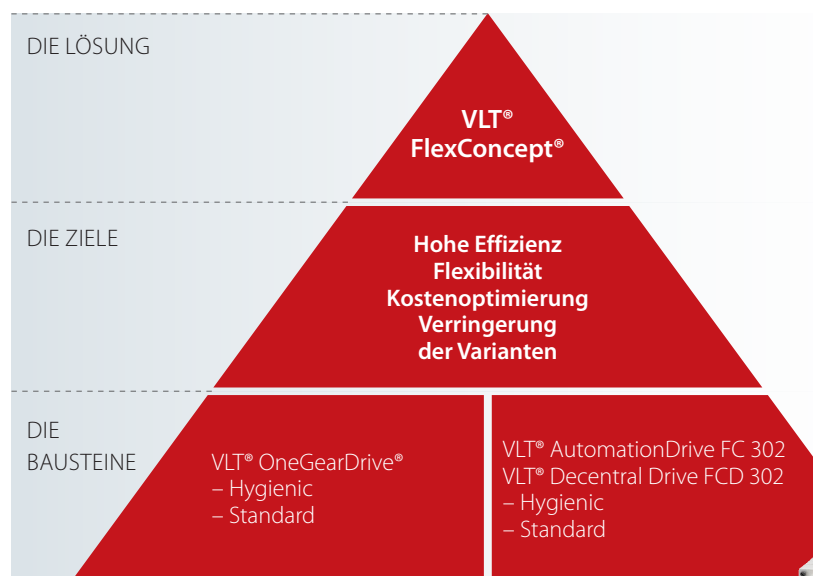 DIE LÖSUNG
VLT®
FlexConcept®
DIE ZIELE
Hohe Effizienz
Flexibilität
Kostenoptimierung
Verringerung
der Varianten
DIE
BAUSTEINE
VLT® OneGearDrive®
– Hygienic
– Standard
VLT® AutomationDrive FC 302
VLT® Decentral Drive FCD 302
– Hygienic
– Standard